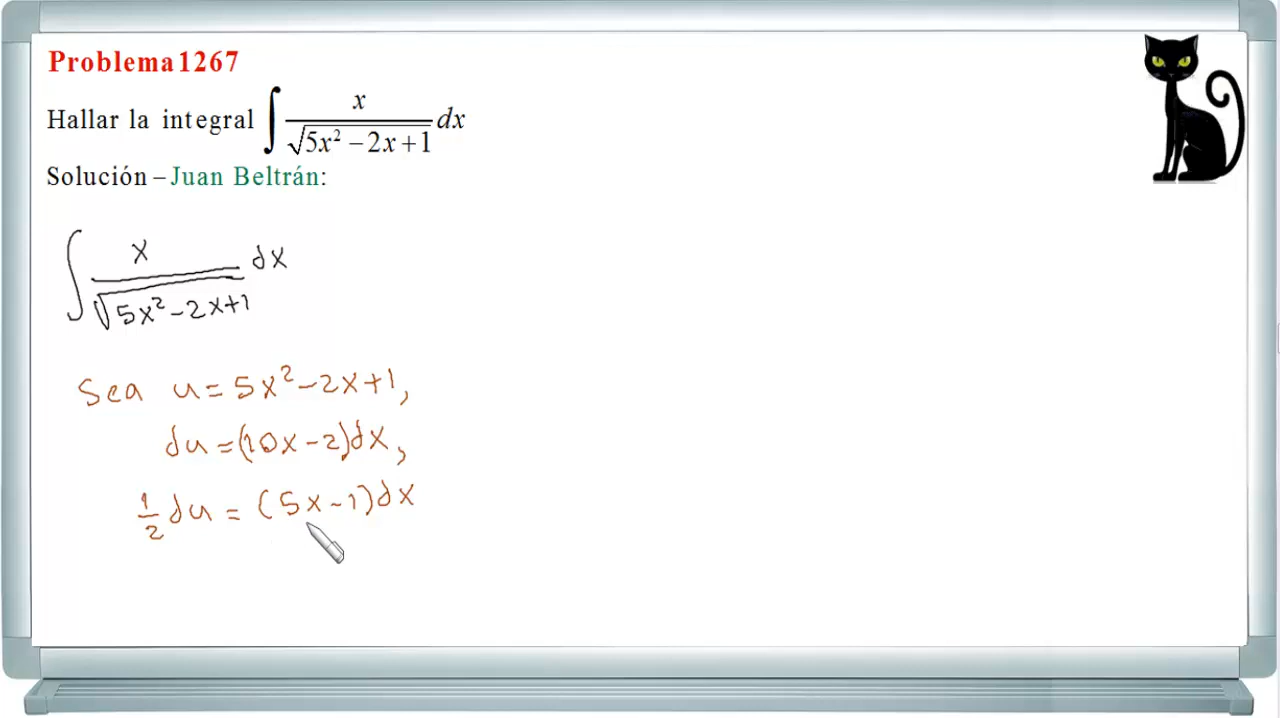 Problema 1267
Hallar la integral ∫ x / √(5x² − 2x + 1) dx
Solución – Juan Beltrán:
∫ x / √(5x² − 2x + 1) dx
Sea u = 5x² − 2x + 1,
du = (10x − 2)dx,
1/2 du = (5x − 1)dx